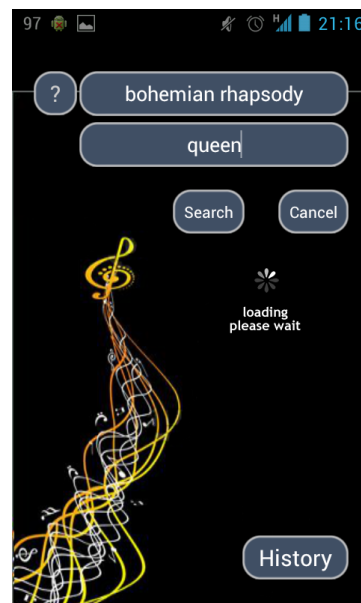 97 H 21:16
? bohemian rhapsody
queen
Search Cancel
loading
please wait
History